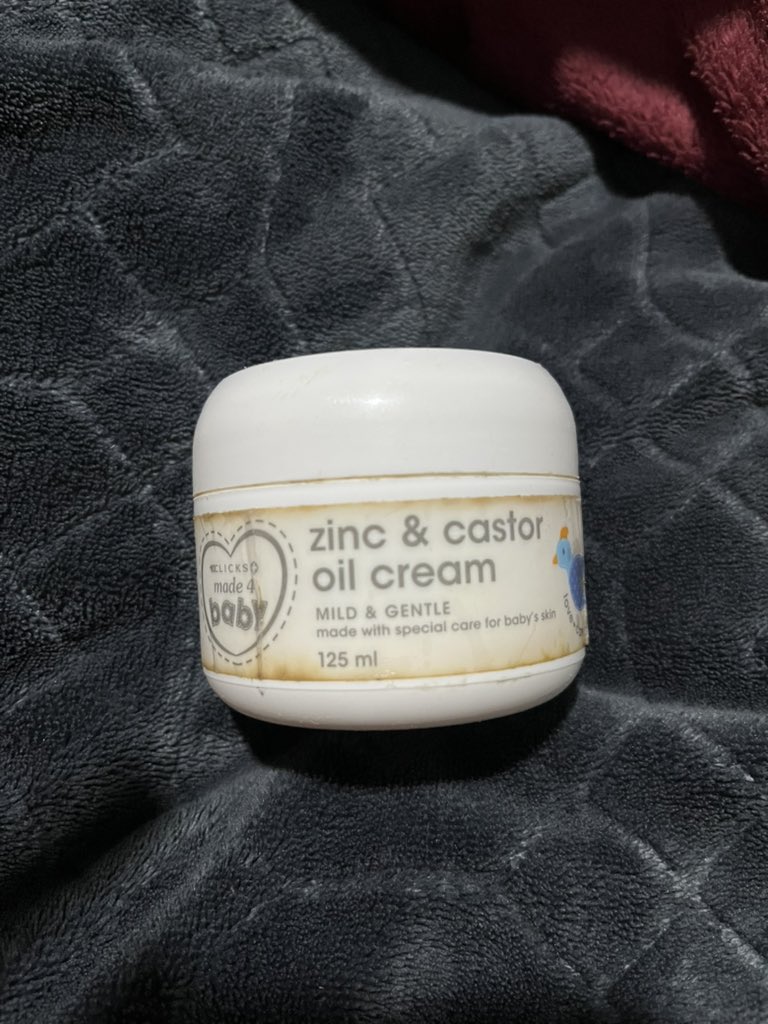 CLICKS
made 4
baby
zinc & castor
oil cream
MILD & GENTLE
made with special care for baby's skin
125 ml